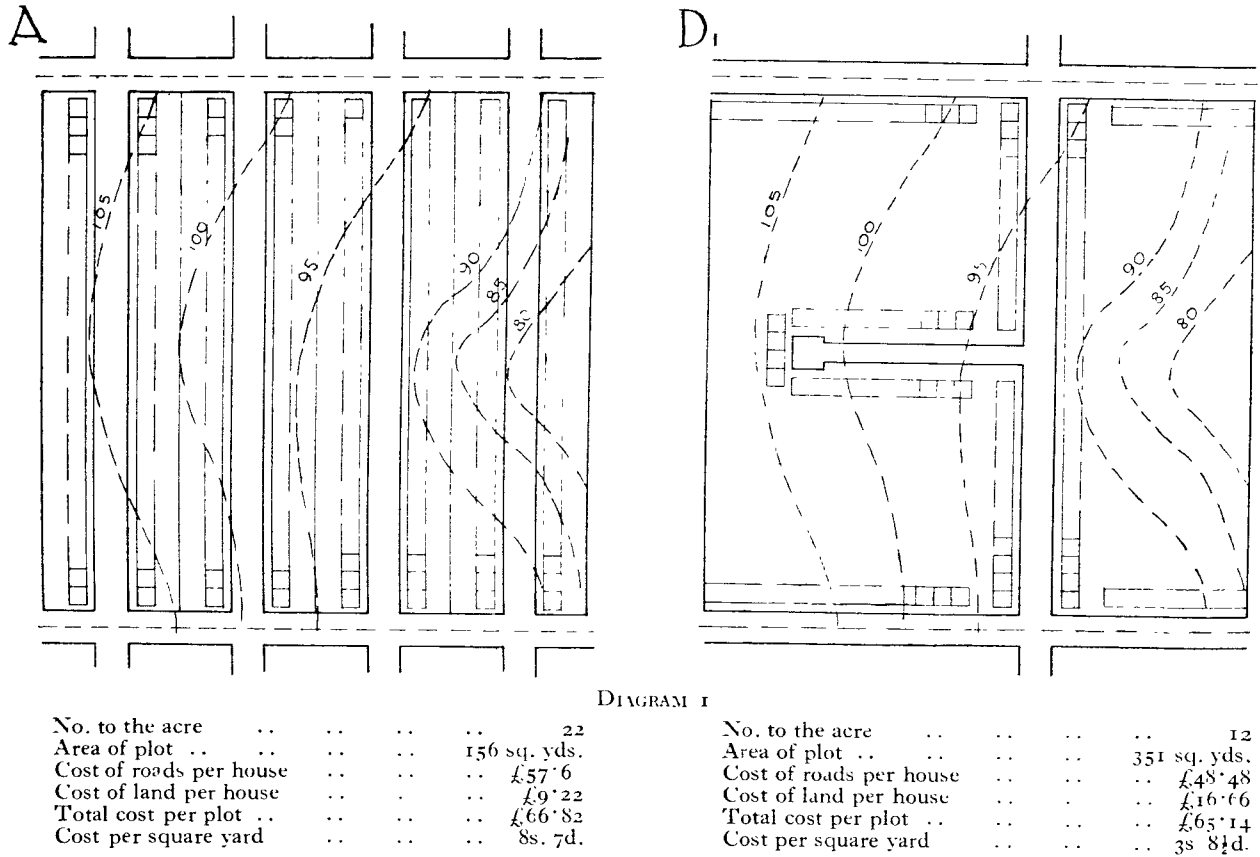 A
D1
105
100
95
90
85
80
105
100
95
90
85
80
DIAGRAM 1
No. to the acre .. .. .. .. 22
Area of plot .. .. .. .. .. 156 sq. yds.
Cost of roads per house .. .. .. £57·6
Cost of land per house .. . .. £9·22
Total cost per plot .. .. .. .. £66·82
Cost per square yard .. .. .. 8s. 7d.
No. to the acre .. .. .. .. 12
Area of plot .. .. .. .. .. 351 sq. yds.
Cost of roads per house .. .. .. £48·48
Cost of land per house .. . .. £16·66
Total cost per plot .. .. .. .. £65·14
Cost per square yard .. .. .. 3s 8½d.